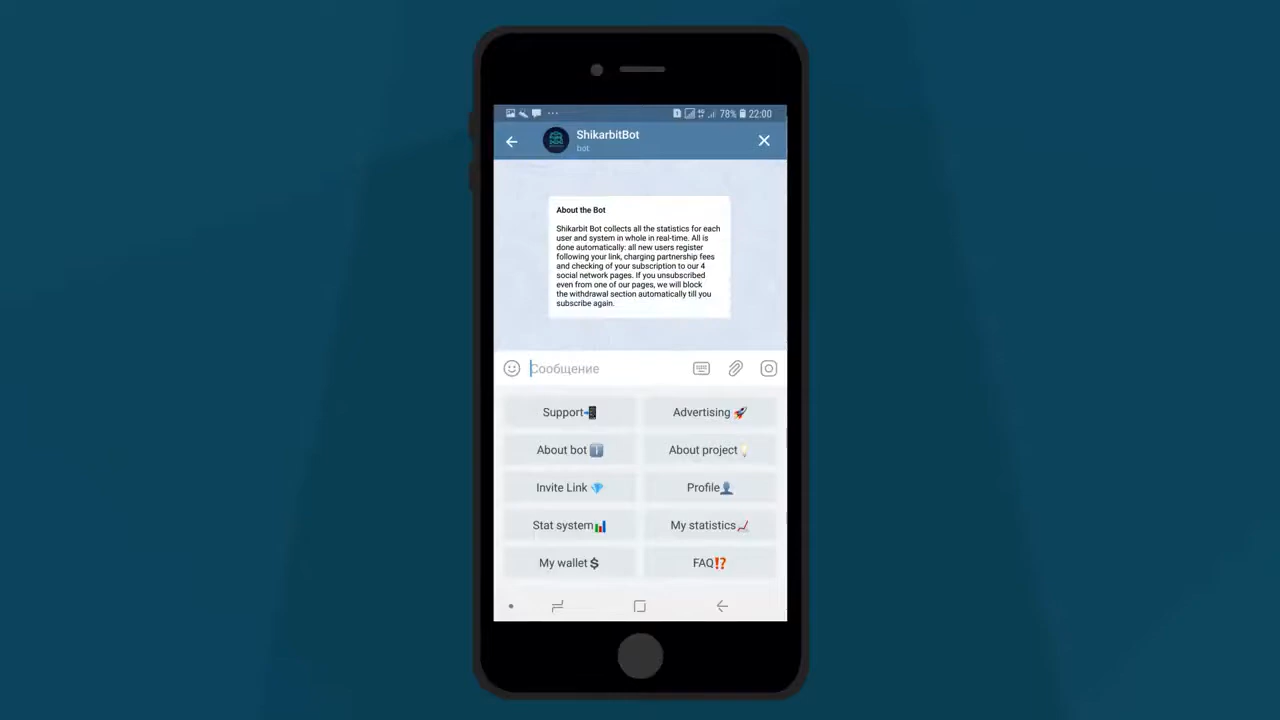 78% 22:00
ShikarbitBot
bot
About the Bot
Shikarbit Bot collects all the statistics for each
user and system in whole in real-time. All is
done automatically: all new users register
following your link, charging partnership fees
and checking of your subscription to our 4
social network pages. If you unsubscribed
even from one of our pages, we will block
the withdrawal section automatically till you
subscribe again.
Сообщение
Support📲 Advertising 🚀
About bot ℹ️ About project💡
Invite Link 💎 Profile👤
Stat system📊 My statistics📈
My wallet💲 FAQ⁉️